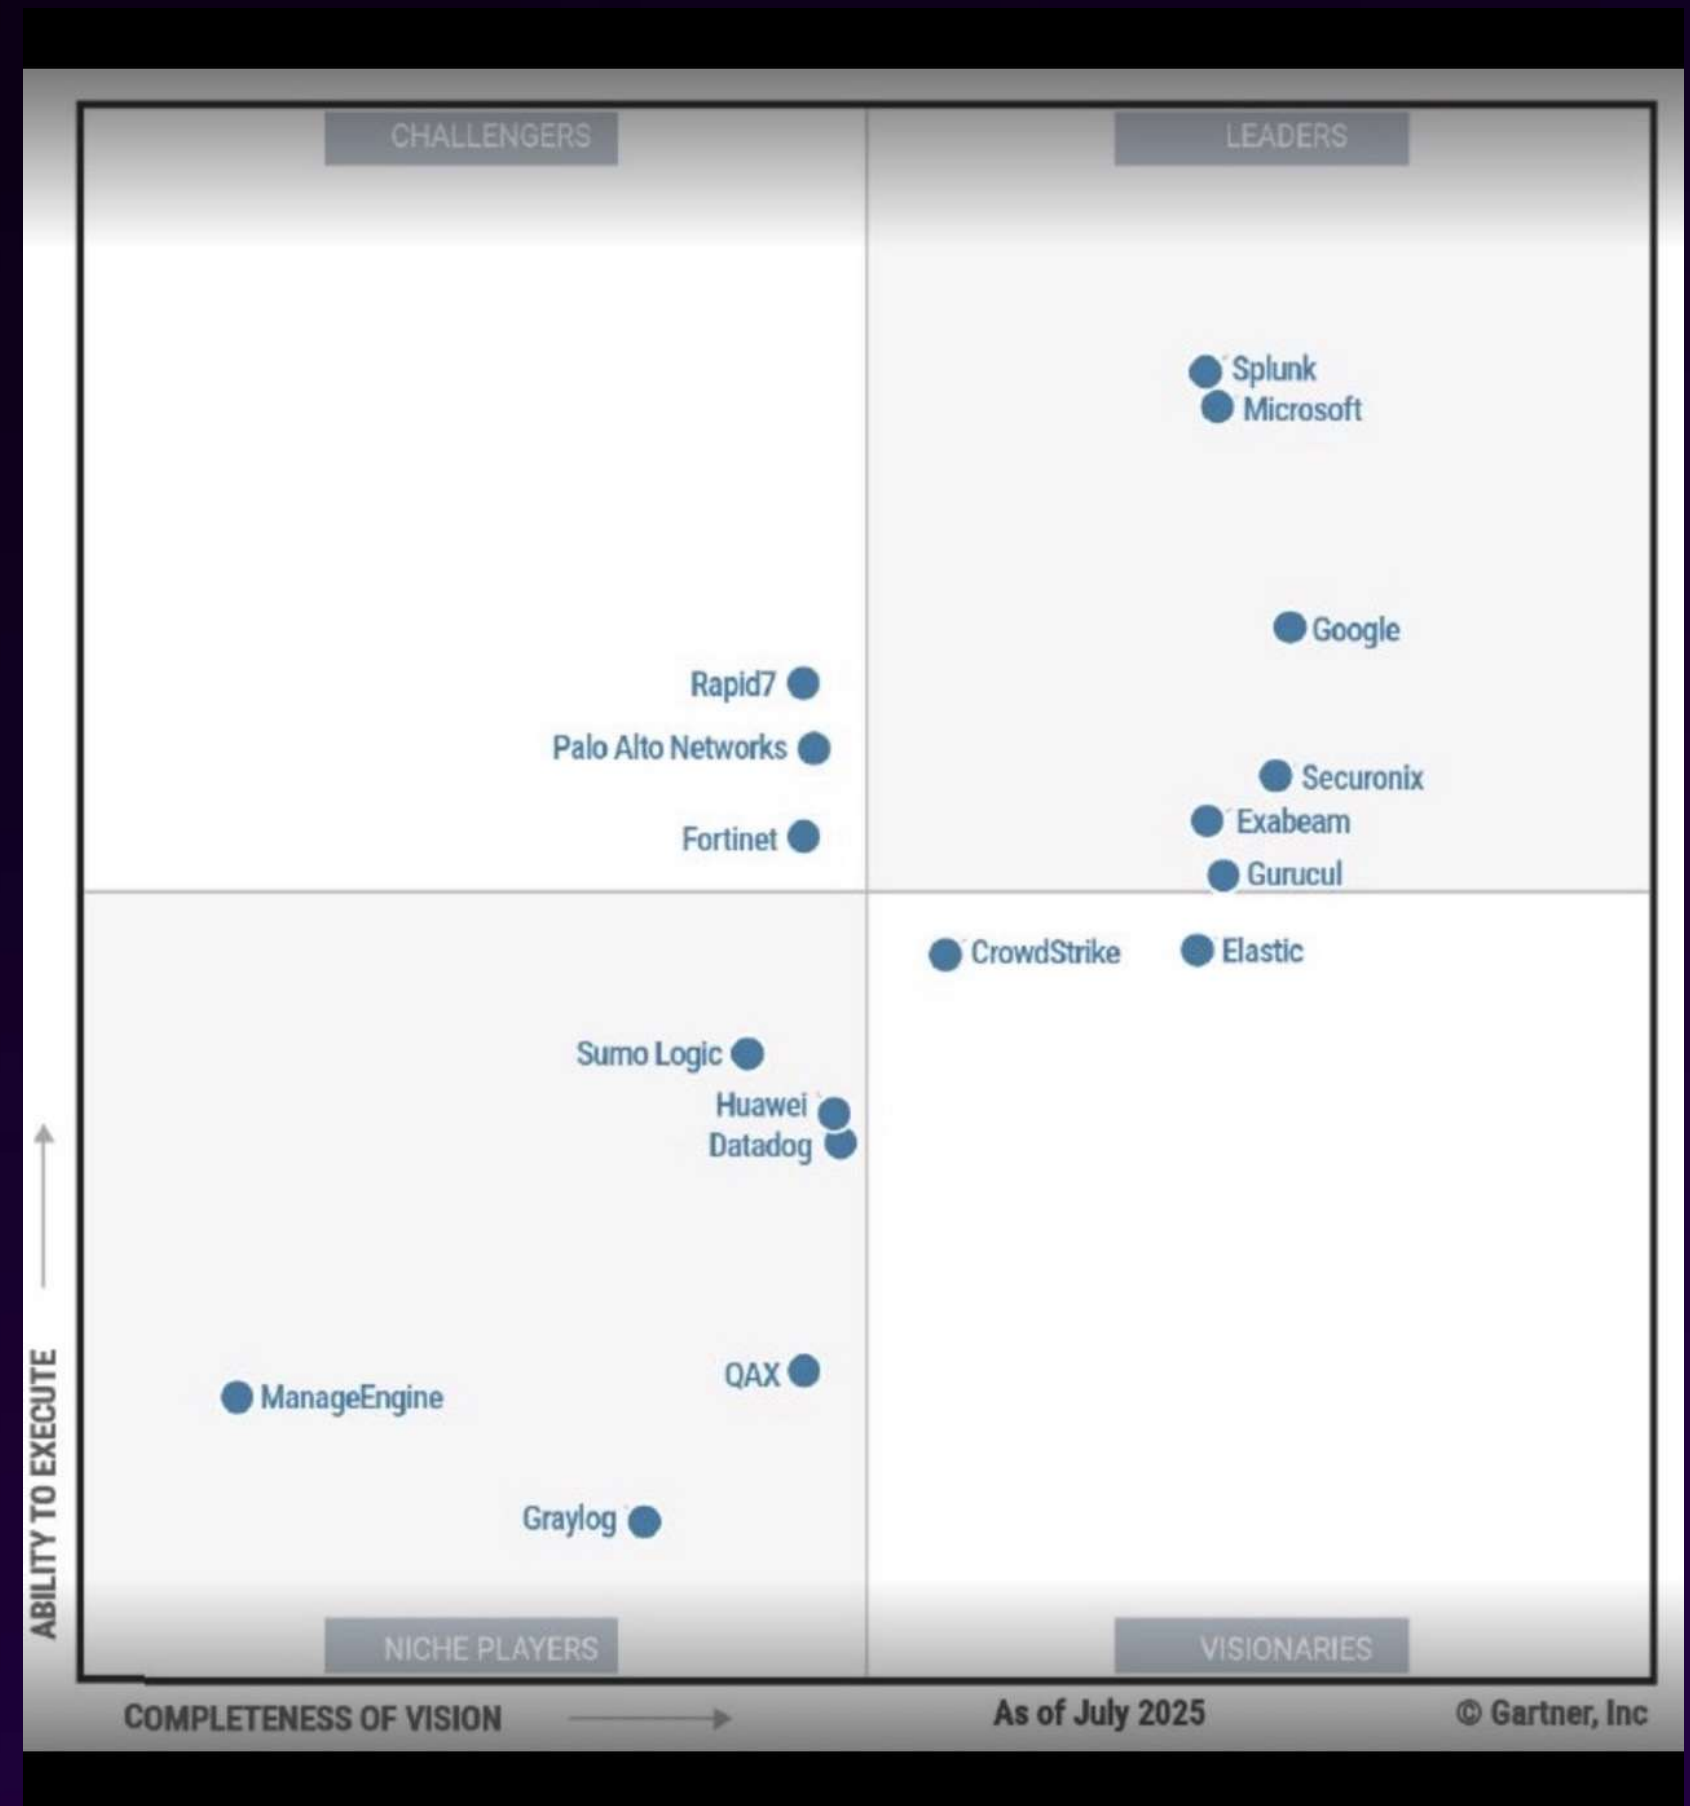 CHALLENGERS
LEADERS
Splunk
Microsoft
Google
Rapid7
Palo Alto Networks
Securonix
Exabeam
Fortinet
Gurucul
CrowdStrike
Elastic
Sumo Logic
Huawei
Datadog
QAX
ManageEngine
Graylog
NICHE PLAYERS
VISIONARIES
ABILITY TO EXECUTE
COMPLETENESS OF VISION
As of July 2025
© Gartner, Inc